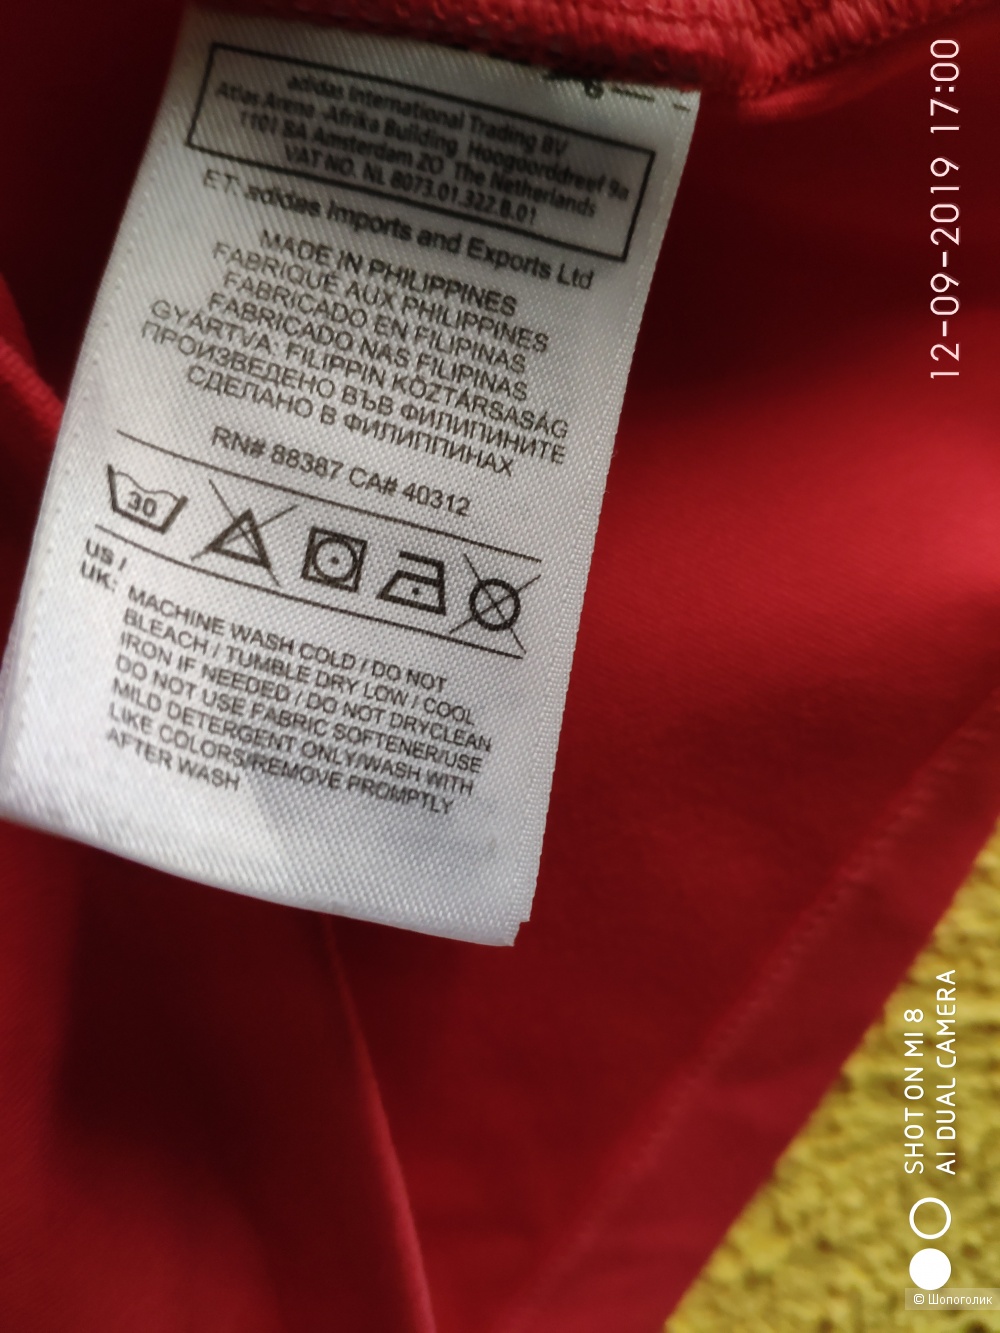 adidas International Trading BV
Atlas Arena -Afrika Building Hoogoorddreef 9a
1101 BA Amsterdam ZO The Netherlands
VAT NO. NL 8073.01.322.B.01
ET- adidas Imports and Exports Ltd
MADE IN PHILIPPINES
FABRIQUÉ AUX PHILIPPINES
FABRICADO EN FILIPINAS
FABRICADO NAS FILIPINAS
GYÁRTVA: FILIPPIN KÖZTÁRSASÁG
ПРОИЗВЕДЕНО ВЪВ ФИЛИПИНИТЕ
СДЕЛАНО В ФИЛИППИНАХ
RN# 88387 CA# 40312
30
US /
UK: MACHINE WASH COLD / DO NOT
BLEACH / TUMBLE DRY LOW / COOL
IRON IF NEEDED / DO NOT DRYCLEAN
DO NOT USE FABRIC SOFTENER/USE
MILD DETERGENT ONLY/WASH WITH
LIKE COLORS/REMOVE PROMPTLY
AFTER WASH
12-09-2019 17:00
SHOT ON MI 8
AI DUAL CAMERA
© Шопоголик